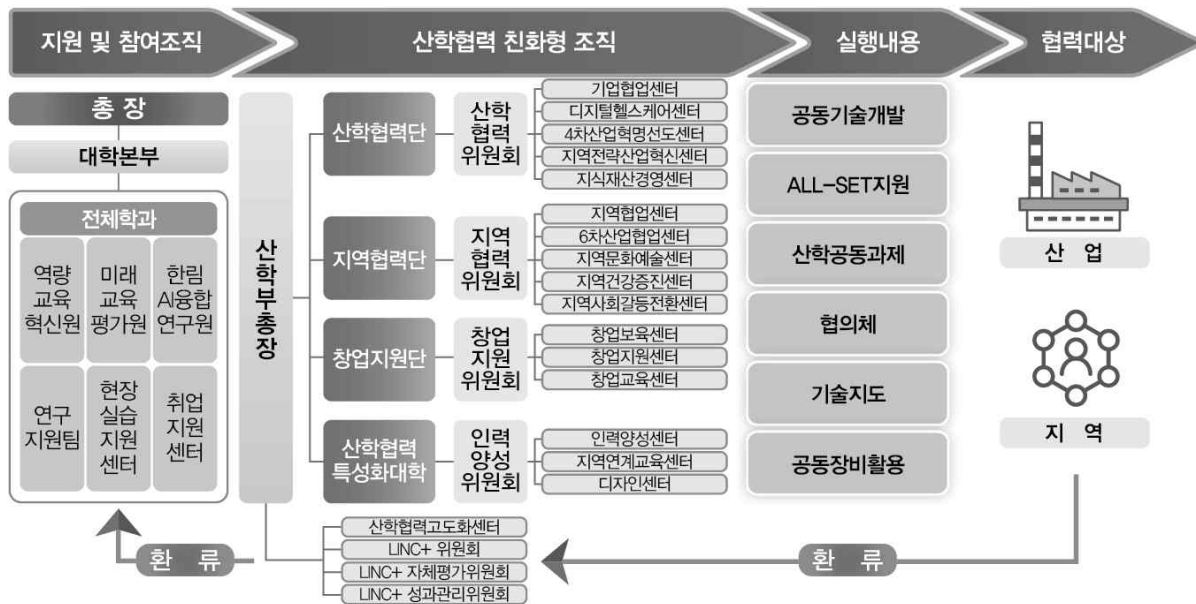 지원 및 참여조직
산학협력 친화형 조직
실행내용
협력대상
총 장
대학본부
전체학과
역량
교육
혁신원
미래
교육
평가원
한림
AI융합
연구원
연구
지원팀
현장
실습
지원
센터
취업
지원
센터
산
학
부
총
장
산학협력단
산학
협력
위원회
기업협업센터
디지털헬스케어센터
4차산업혁명선도센터
지역전략산업혁신센터
지식재산경영센터
지역협력단
지역
협력
위원회
지역협업센터
6차산업협업센터
지역문화예술센터
지역건강증진센터
지역사회갈등전환센터
창업지원단
창업
지원
위원회
창업보육센터
창업지원센터
창업교육센터
산학협력
특성화대학
인력
양성
위원회
인력양성센터
지역연계교육센터
디자인센터
산학협력고도화센터
LINC+ 위원회
LINC+ 자체평가위원회
LINC+ 성과관리위원회
공동기술개발
ALL-SET지원
산학공동과제
협의체
기술지도
공동장비활용
산 업
지 역
환 류
환 류